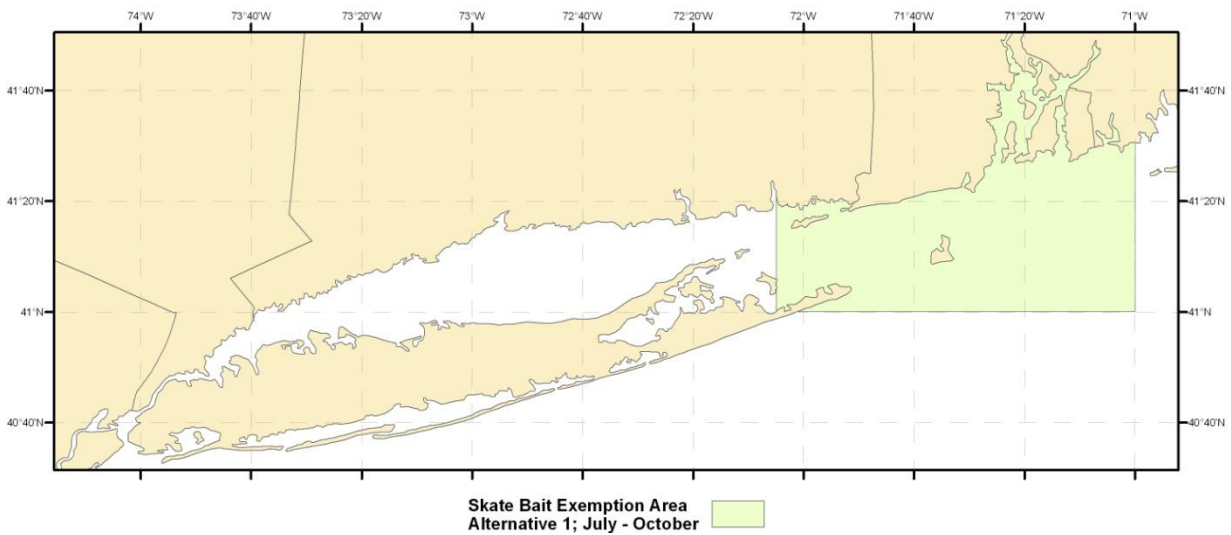 74°W 73°40'W 73°20'W 73°W 72°40'W 72°20'W 72°W 71°40'W 71°20'W 71°W
41°40'N 41°40'N
41°20'N 41°20'N
41°N 41°N
40°40'N 40°40'N
Skate Bait Exemption Area
Alternative 1; July - October